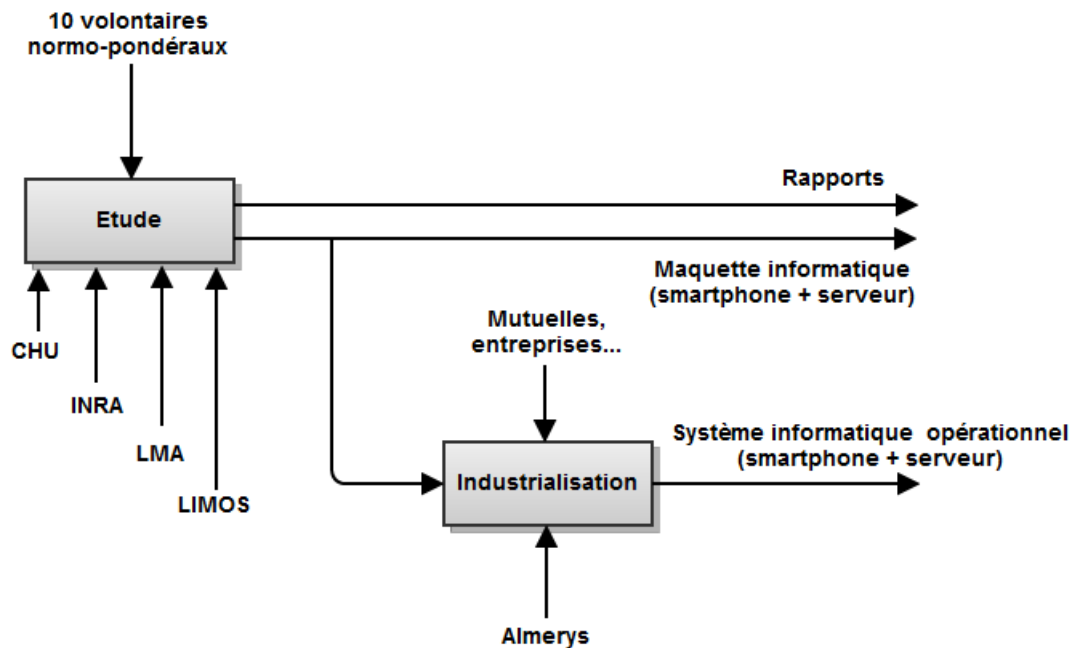 10 volontaires
normo-pondéraux
Etude
Rapports
Maquette informatique
(smartphone + serveur)
CHU
INRA
LMA
LIMOS
Mutuelles,
entreprises...
Industrialisation
Système informatique opérationnel
(smartphone + serveur)
Almerys